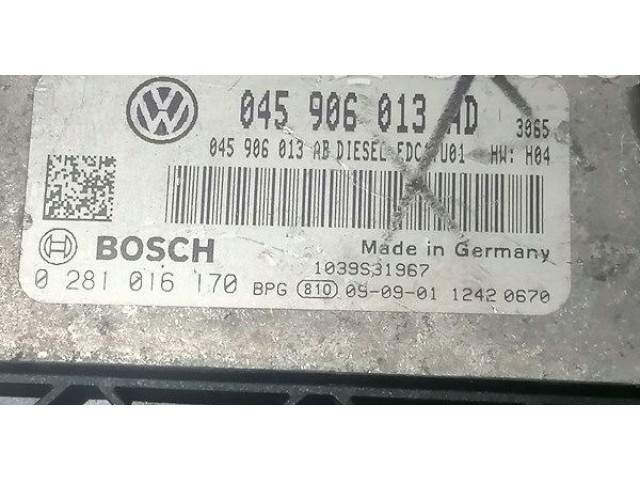 045 906 013 AD 3065
045 906 013 AB DIESEL EDC17U01 HW: H04
BOSCH Made in Germany
1039S31967
0 281 016 170 BPG 810 09-09-01 1242 0670